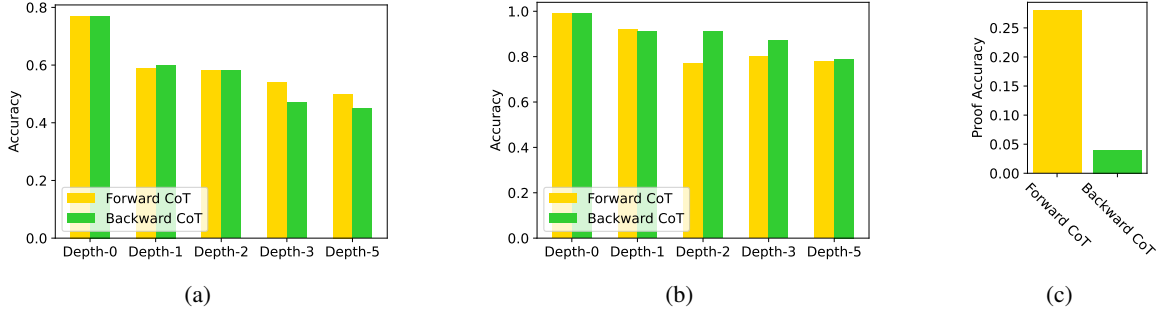 0.8
0.6
0.4
0.2
0.0
Accuracy
Forward CoT
Backward CoT
Depth-0 Depth-1 Depth-2 Depth-3 Depth-5
(a)
1.0
0.8
0.6
0.4
0.2
0.0
Accuracy
Forward CoT
Backward CoT
Depth-0 Depth-1 Depth-2 Depth-3 Depth-5
(b)
0.25
0.20
0.15
0.10
0.05
0.00
Proof Accuracy
Forward CoT
Backward CoT
(c)